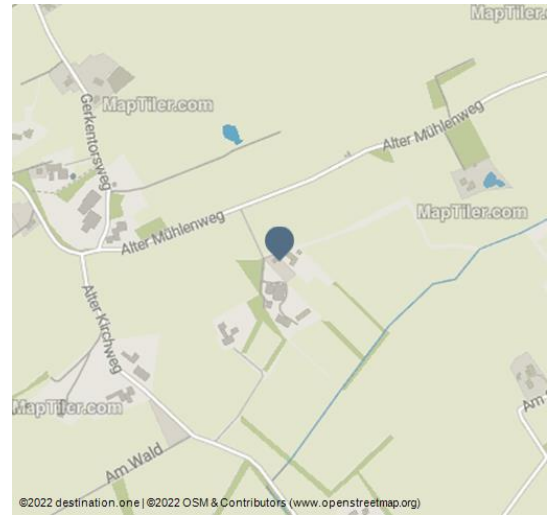 MapTiler.com
Gerkentorsweg
MapTiler.com
Alter Mühlenweg
MapTiler.com
Alter Mühlenweg
Alter Kirchweg
MapTiler.com
Am Wald
©2022 destination.one | ©2022 OSM & Contributors (www.openstreetmap.org)